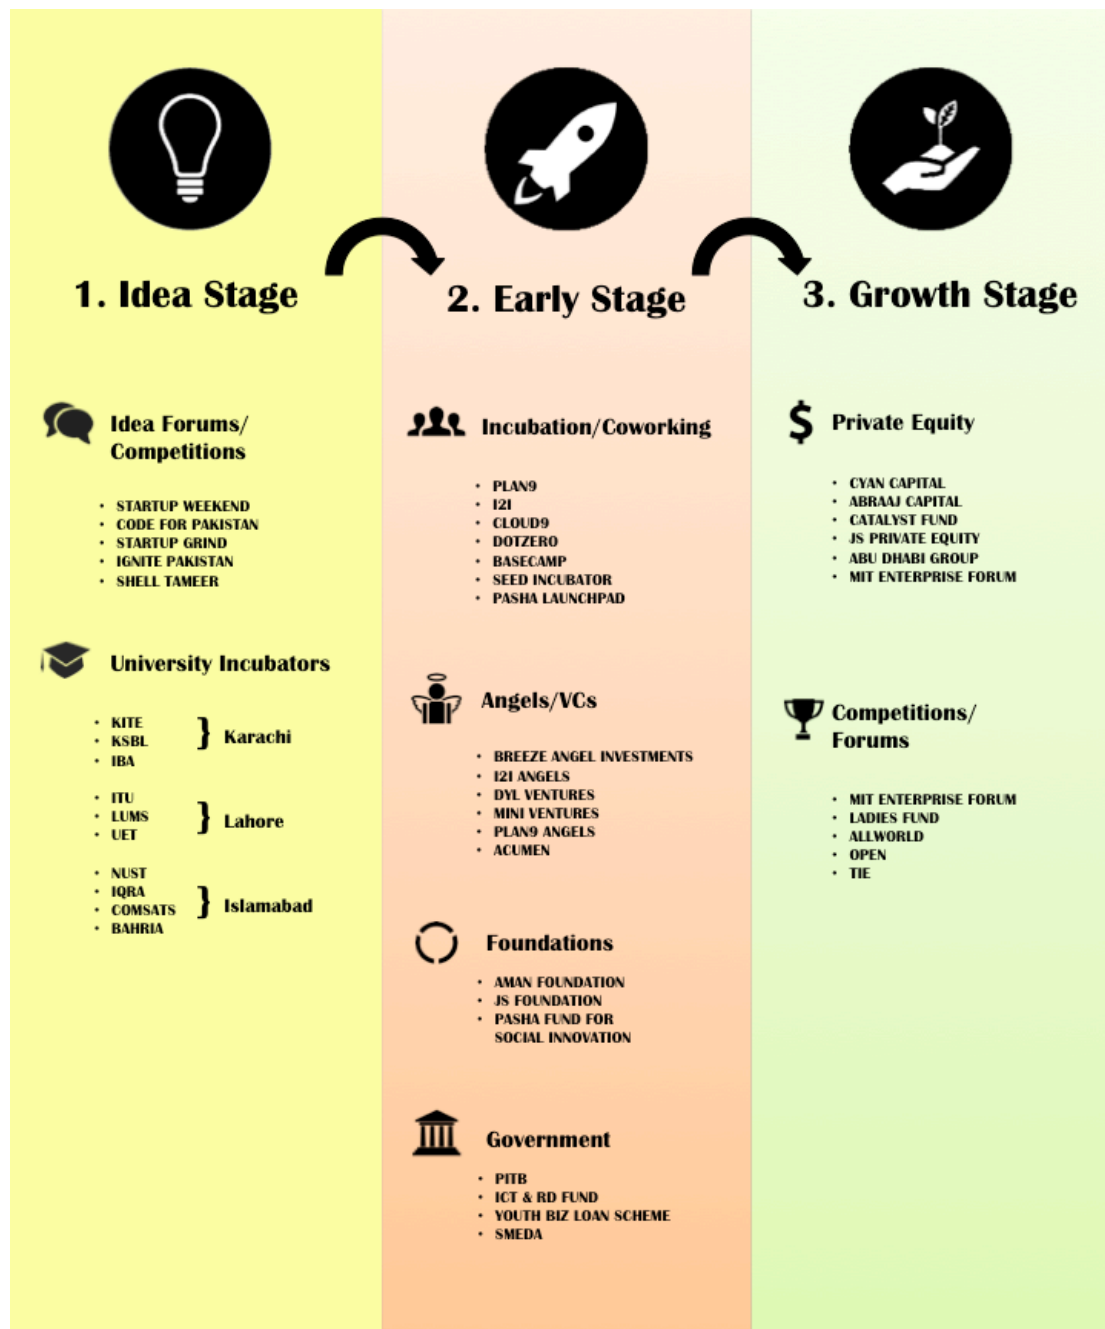 1. Idea Stage
Idea Forums/
Competitions
• STARTUP WEEKEND
• CODE FOR PAKISTAN
• STARTUP GRIND
• IGNITE PAKISTAN
• SHELL TAMEER
University Incubators
• KITE
• KSBL
• IBA
} Karachi
• ITU
• LUMS
• UET
} Lahore
• NUST
• IQRA
• COMSATS
• BAHRIA
} Islamabad
2. Early Stage
Incubation/Coworking
• PLAN9
• I2I
• CLOUD9
• DOTZERO
• BASECAMP
• SEED INCUBATOR
• PASHA LAUNCHPAD
Angels/VCs
• BREEZE ANGEL INVESTMENTS
• I2I ANGELS
• DYL VENTURES
• MINI VENTURES
• PLAN9 ANGELS
• ACUMEN
Foundations
• AMAN FOUNDATION
• JS FOUNDATION
• PASHA FUND FOR
SOCIAL INNOVATION
Government
• PITB
• ICT & RD FUND
• YOUTH BIZ LOAN SCHEME
• SMEDA
3. Growth Stage
$ Private Equity
• CYAN CAPITAL
• ABRAAJ CAPITAL
• CATALYST FUND
• JS PRIVATE EQUITY
• ABU DHABI GROUP
• MIT ENTERPRISE FORUM
Competitions/
Forums
• MIT ENTERPRISE FORUM
• LADIES FUND
• ALLWORLD
• OPEN
• TIE